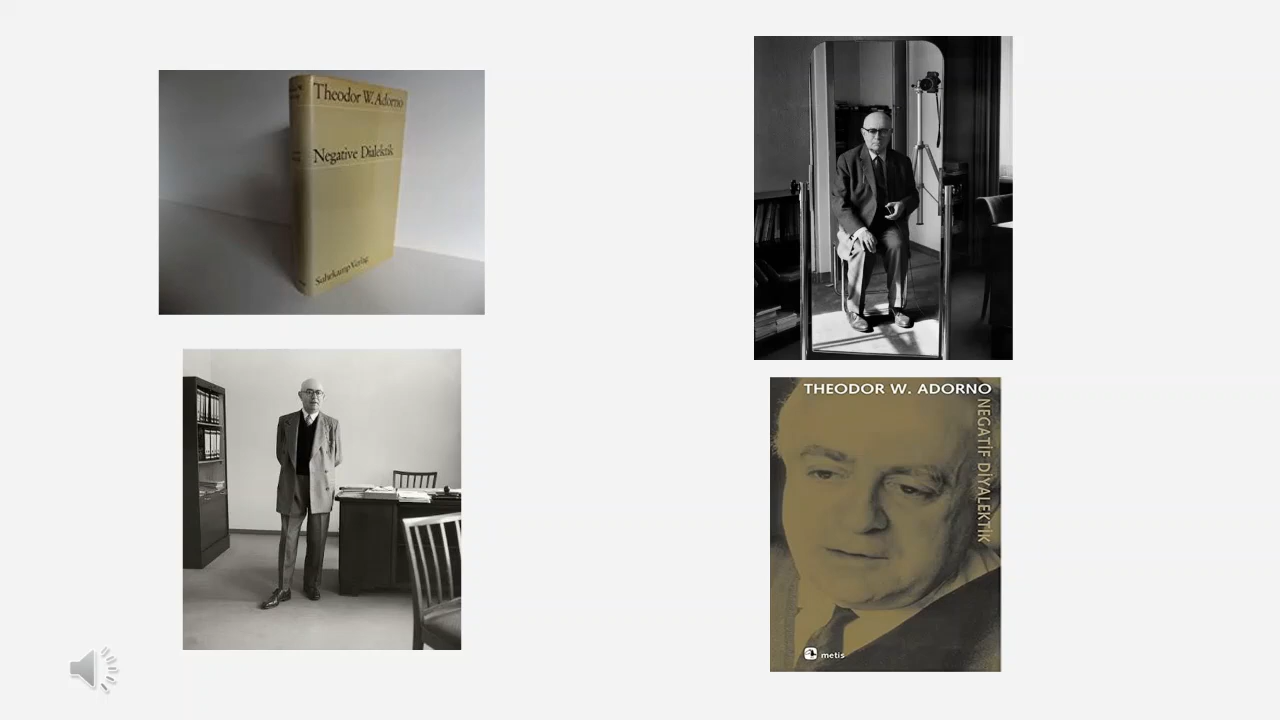 Theodor W. Adorno
Negative Dialektik
Suhrkamp Verlag
THEODOR W. ADORNO
NEGATİF DİYALEKTİK
metis